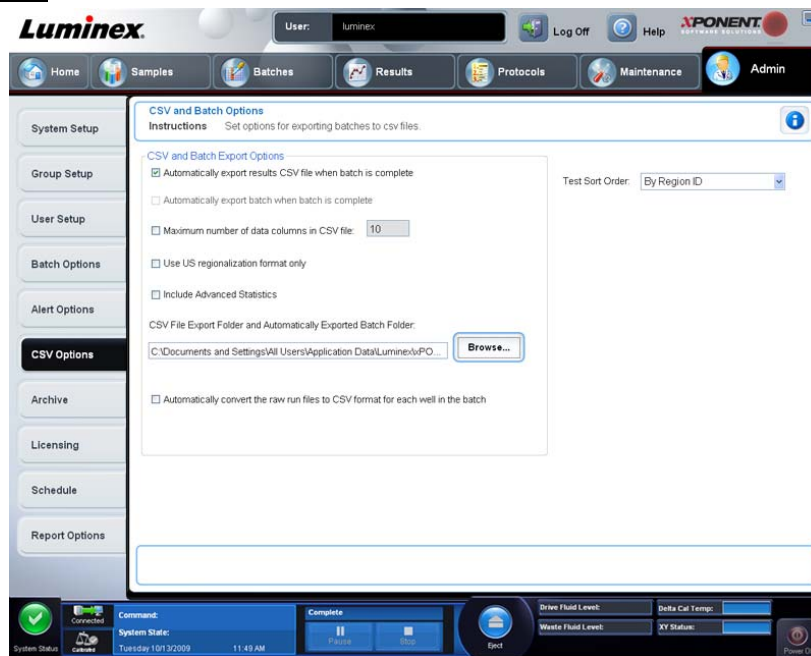 Luminex.
User: luminex
Log Off
Help
XPONENT.
SOFTWARE SOLUTIONS
Home
Samples
Batches
Results
Protocols
Maintenance
Admin
System Setup
Group Setup
User Setup
Batch Options
Alert Options
CSV Options
Archive
Licensing
Schedule
Report Options
CSV and Batch Options
Instructions Set options for exporting batches to csv files.
CSV and Batch Export Options
Automatically export results CSV file when batch is complete
Automatically export batch when batch is complete
Maximum number of data columns in CSV file: 10
Use US regionalization format only
Include Advanced Statistics
CSV File Export Folder and Automatically Exported Batch Folder:
C:\Documents and Settings\All Users\Application Data\Luminex\xPO...
Browse...
Automatically convert the raw run files to CSV format for each well in the batch
Test Sort Order: By Region ID
System Status
Connected
Calibrated
Command:
System State:
Tuesday 10/13/2009 11:49 AM
Complete
Pause
Stop
Eject
Drive Fluid Level:
Waste Fluid Level:
Delta Cal Temp:
XY Status: